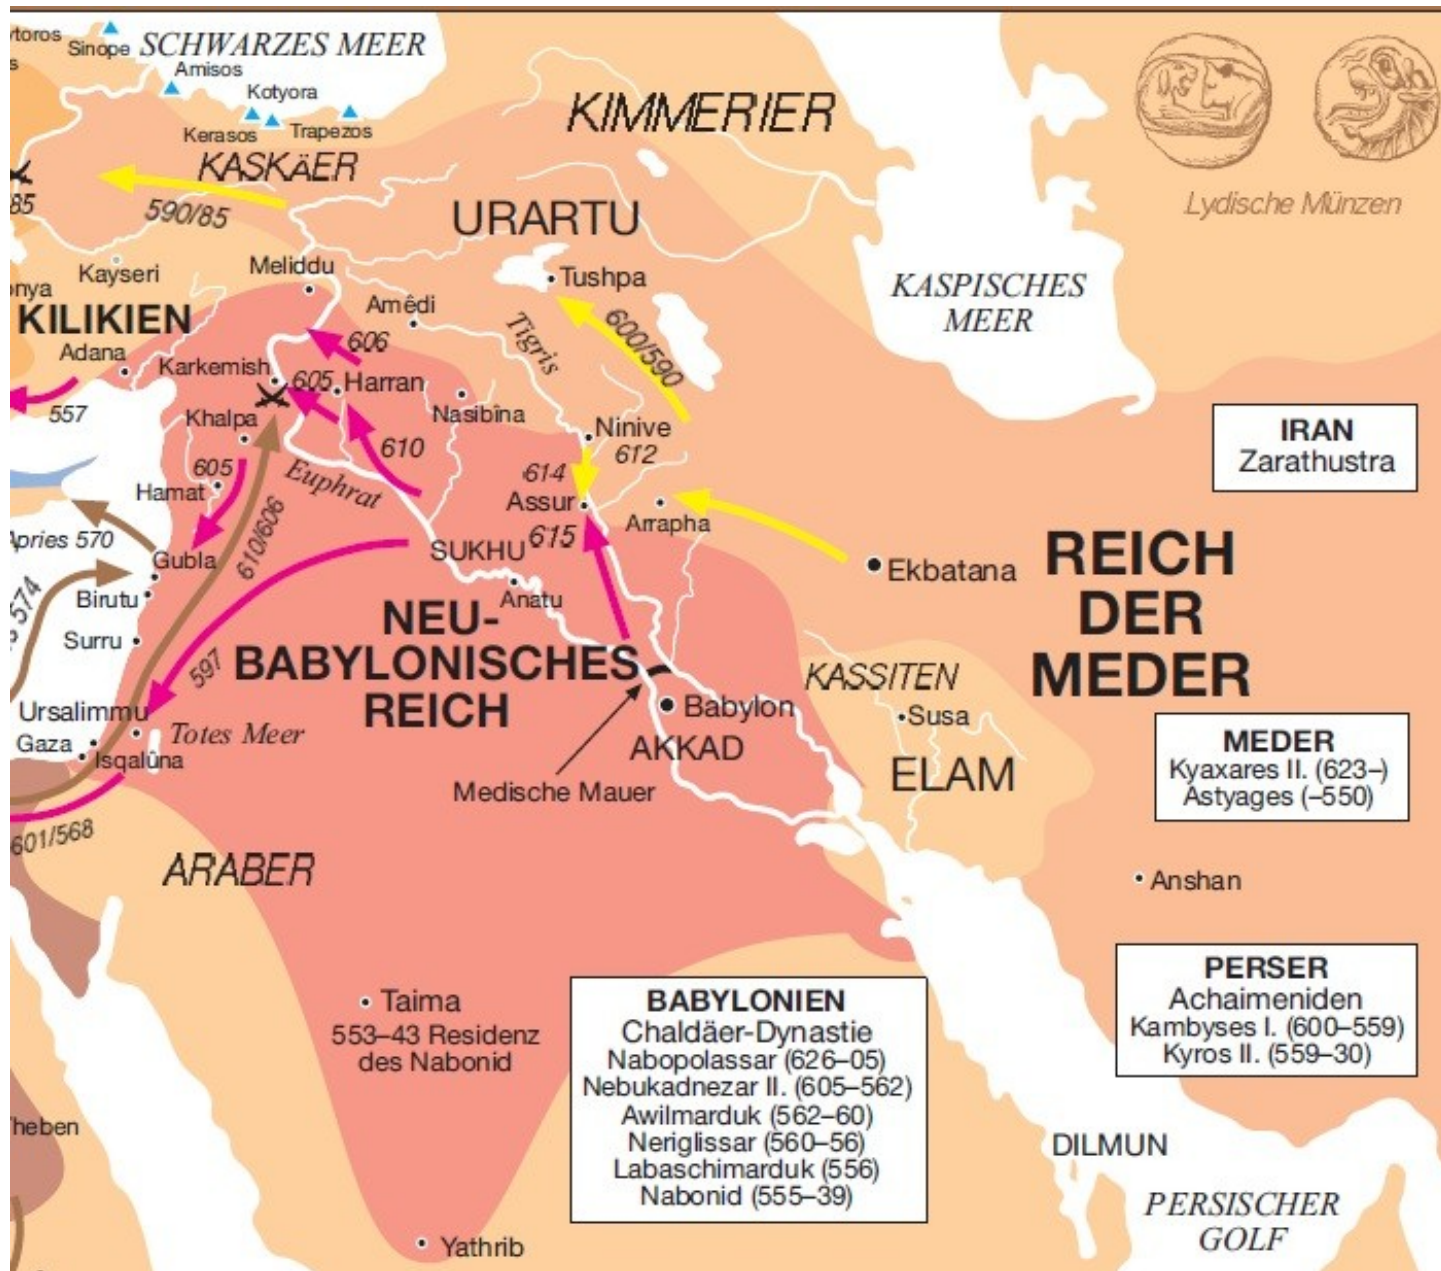 SCHWARZES MEER
Sinope
Amisos
Kotyora
Kerasos
Trapezos
KIMMERIER
KASKÄER
590/85
URARTU
Lydische Münzen
Kayseri
Meliddu
Tushpa
KASPISCHES
MEER
KILIKIEN
Amêdi
Tigris
600/590
Adana
606
Karkemish
605
Harran
557
Khalpa
Nasibîna
Ninive
612
610
IRAN
Zarathustra
605
Hamat
Euphrat
614
Assur
615
Arrapha
Apries 570
Gubla
610/606
SUKHU
Ekbatana
REICH
DER
MEDER
574
Birutu
Anatu
Surru
NEU-
BABYLONISCHES
REICH
597
KASSITEN
Susa
Ursalimmu
Totes Meer
Babylon
Gaza
Isqalûna
AKKAD
ELAM
Medische Mauer
MEDER
Kyaxares II. (623–)
Astyages (–550)
601/568
ARABER
Anshan
Taima
553–43 Residenz
des Nabonid
BABYLONIEN
Chaldäer-Dynastie
Nabopolassar (626–05)
Nebukadnezar II. (605–562)
Awilmarduk (562–60)
Neriglissar (560–56)
Labaschimarduk (556)
Nabonid (555–39)
PERSER
Achaimeniden
Kambyses I. (600–559)
Kyros II. (559–30)
DILMUN
PERSISCHER
GOLF
Yathrib